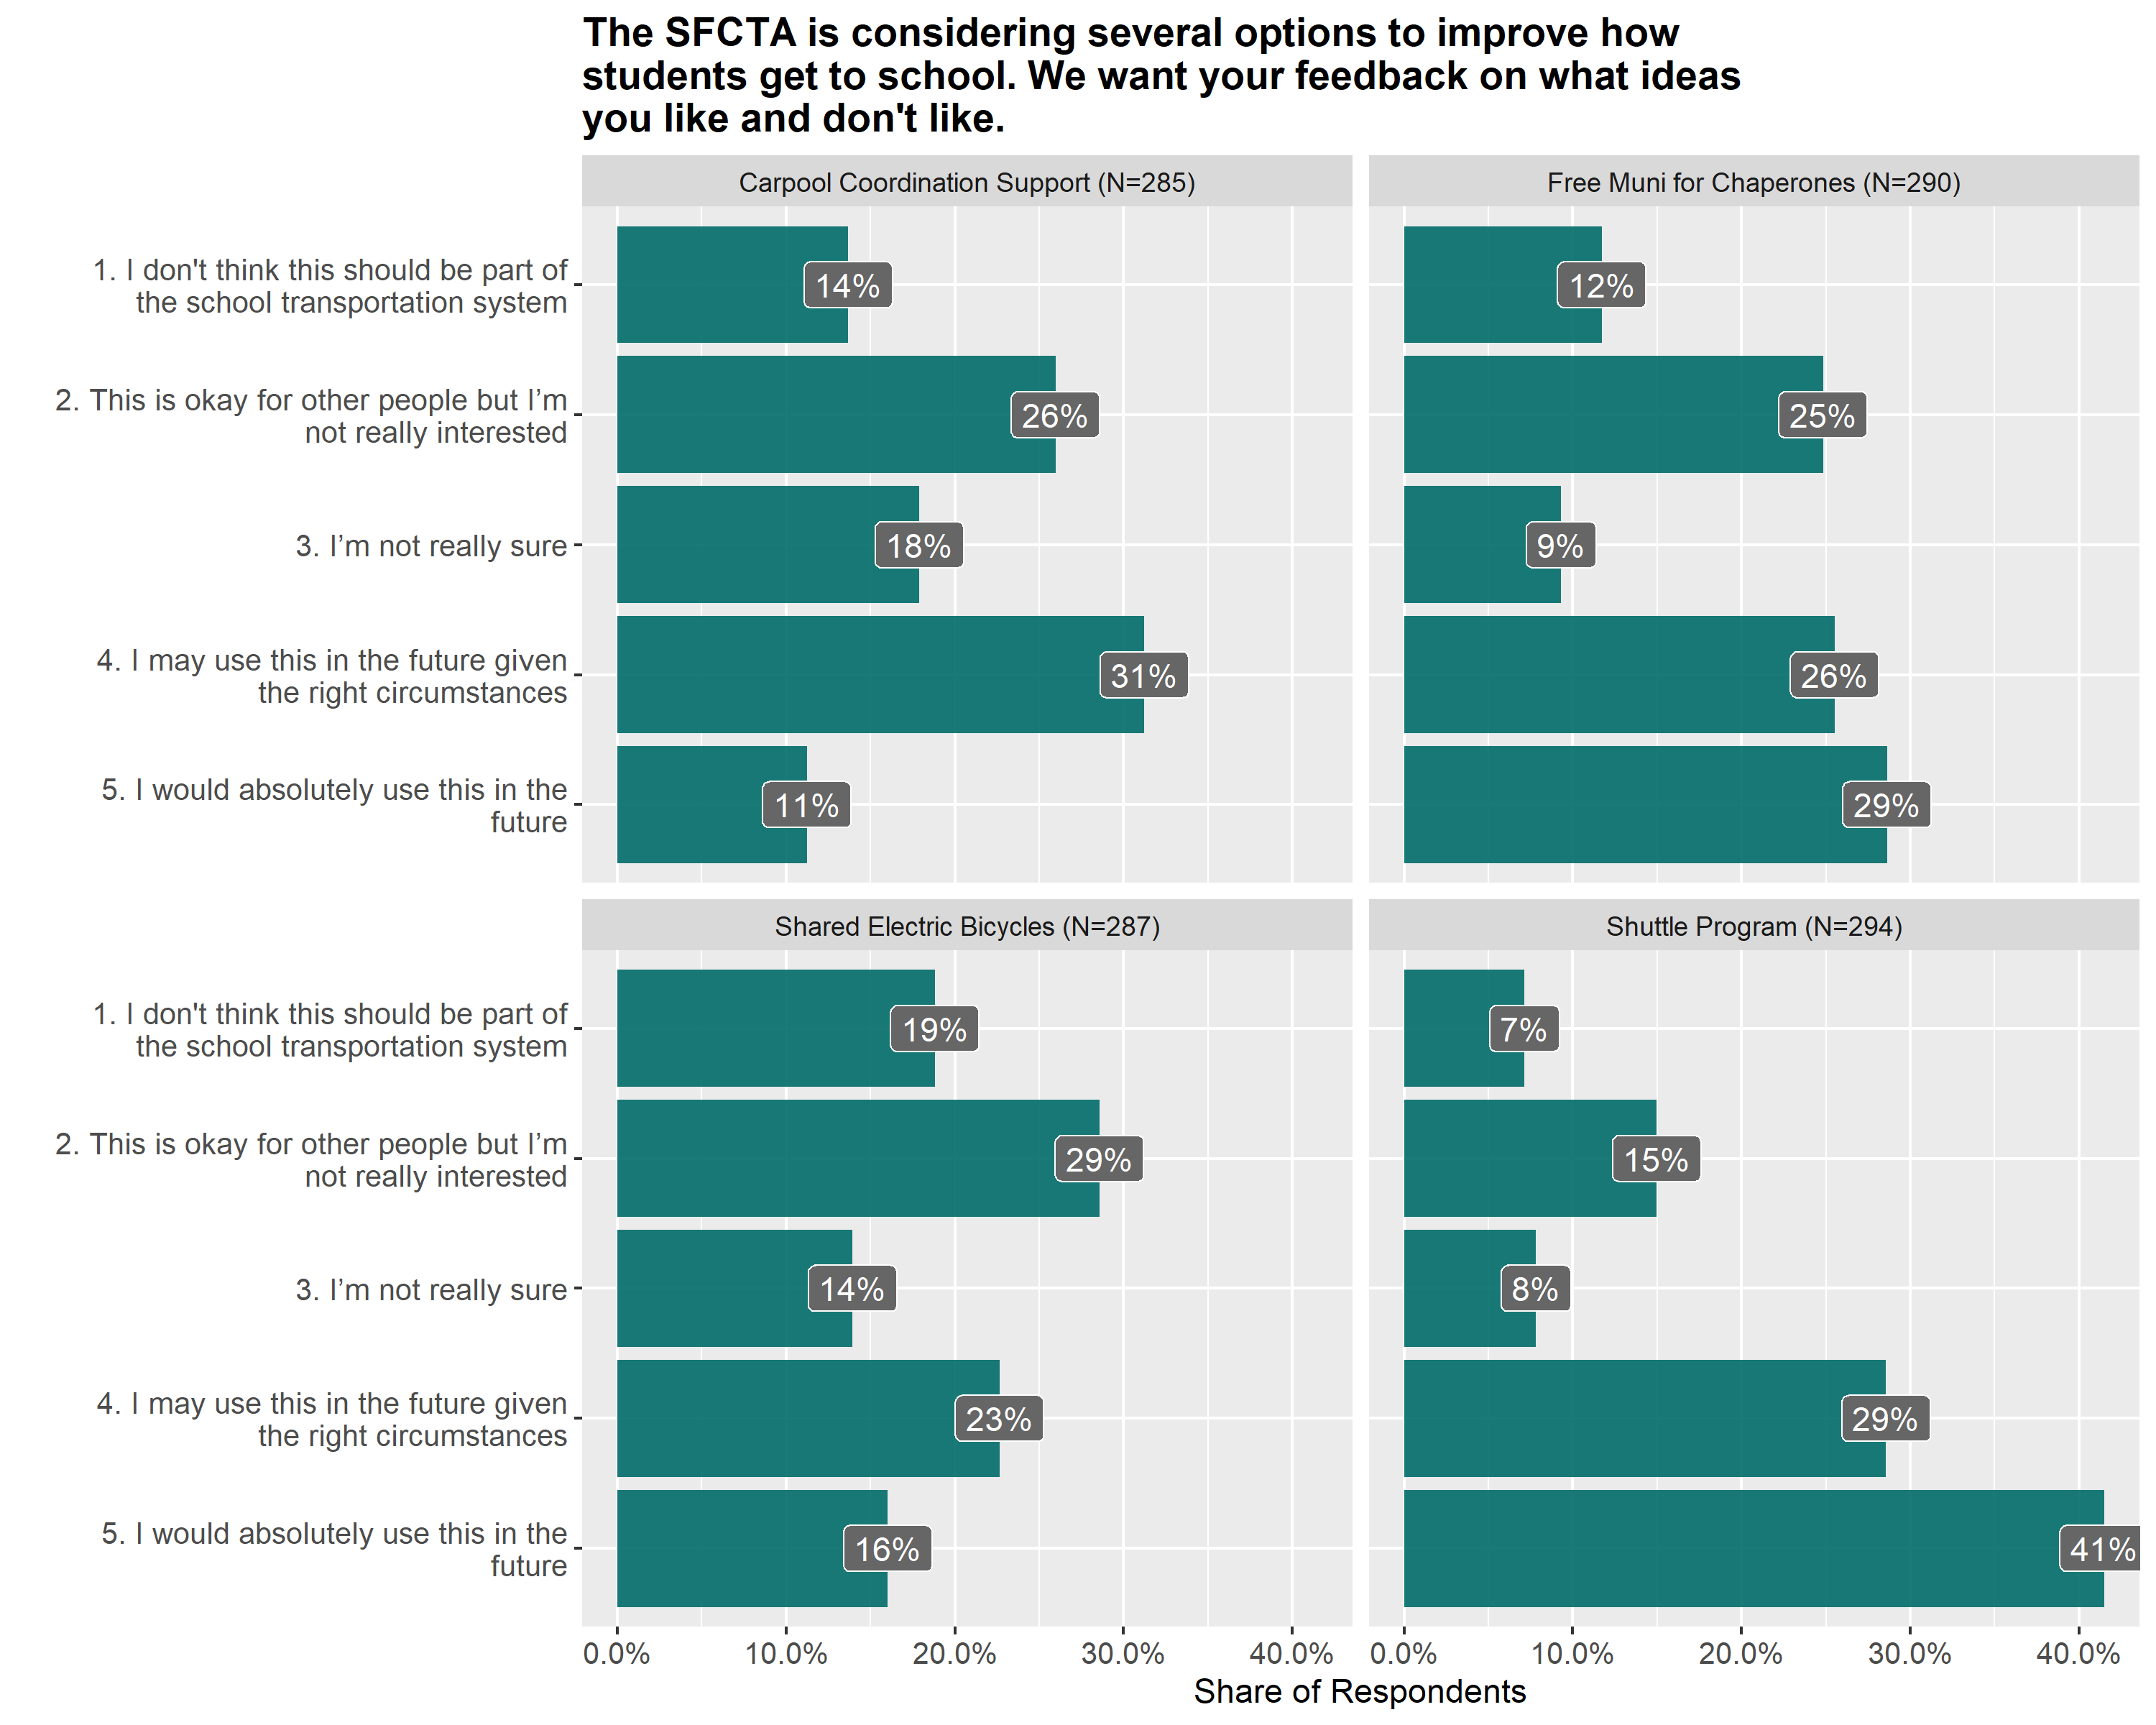 The SFCTA is considering several options to improve how
students get to school. We want your feedback on what ideas
you like and don't like.
Carpool Coordination Support (N=285)
Free Muni for Chaperones (N=290)
1. I don't think this should be part of
the school transportation system
14%
12%
2. This is okay for other people but I’m
not really interested
26%
25%
3. I’m not really sure
18%
9%
4. I may use this in the future given
the right circumstances
31%
26%
5. I would absolutely use this in the
future
11%
29%
Shared Electric Bicycles (N=287)
Shuttle Program (N=294)
1. I don't think this should be part of
the school transportation system
19%
7%
2. This is okay for other people but I’m
not really interested
29%
15%
3. I’m not really sure
14%
8%
4. I may use this in the future given
the right circumstances
23%
29%
5. I would absolutely use this in the
future
16%
41%
0.0% 10.0% 20.0% 30.0% 40.0% 0.0% 10.0% 20.0% 30.0% 40.0%
Share of Respondents